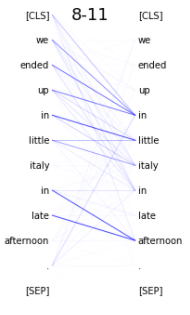 8-11
[CLS] [CLS]
we we
ended ended
up up
in in
little little
italy italy
in in
late late
afternoon afternoon
. .
[SEP] [SEP]